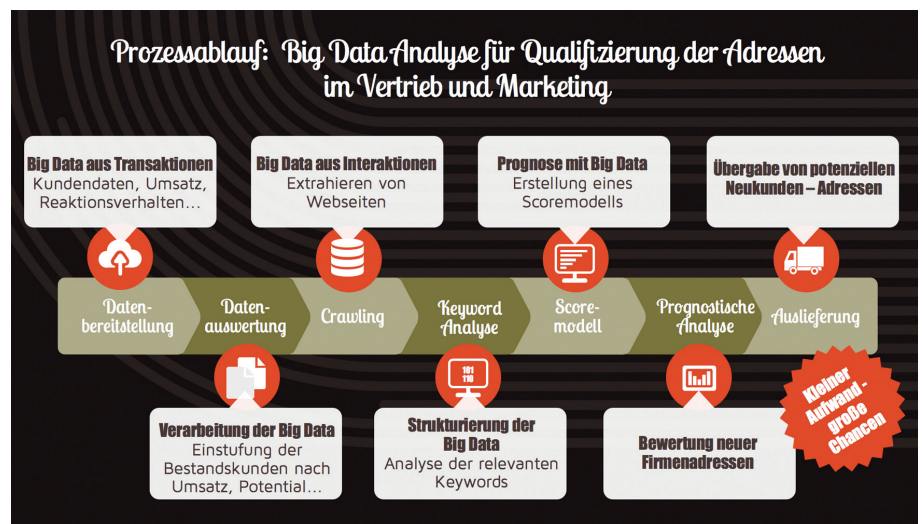 Prozessablauf: Big Data Analyse für Qualifizierung der Adressen
im Vertrieb und Marketing
Big Data aus Transaktionen
Kundendaten, Umsatz,
Reaktionsverhalten...
Big Data aus Interaktionen
Extrahieren von
Webseiten
Prognose mit Big Data
Erstellung eines
Scoremodells
Übergabe von potenziellen
Neukunden – Adressen
Daten-
bereitstellung
Daten-
auswertung
Crawling
Keyword
Analyse
Score-
modell
Prognostische
Analyse
Auslieferung
101
110
Verarbeitung der Big Data
Einstufung der
Bestandskunden nach
Umsatz, Potential...
Strukturierung der
Big Data
Analyse der relevanten
Keywords
Bewertung neuer
Firmenadressen
Kleiner
Aufwand -
große
Chancen